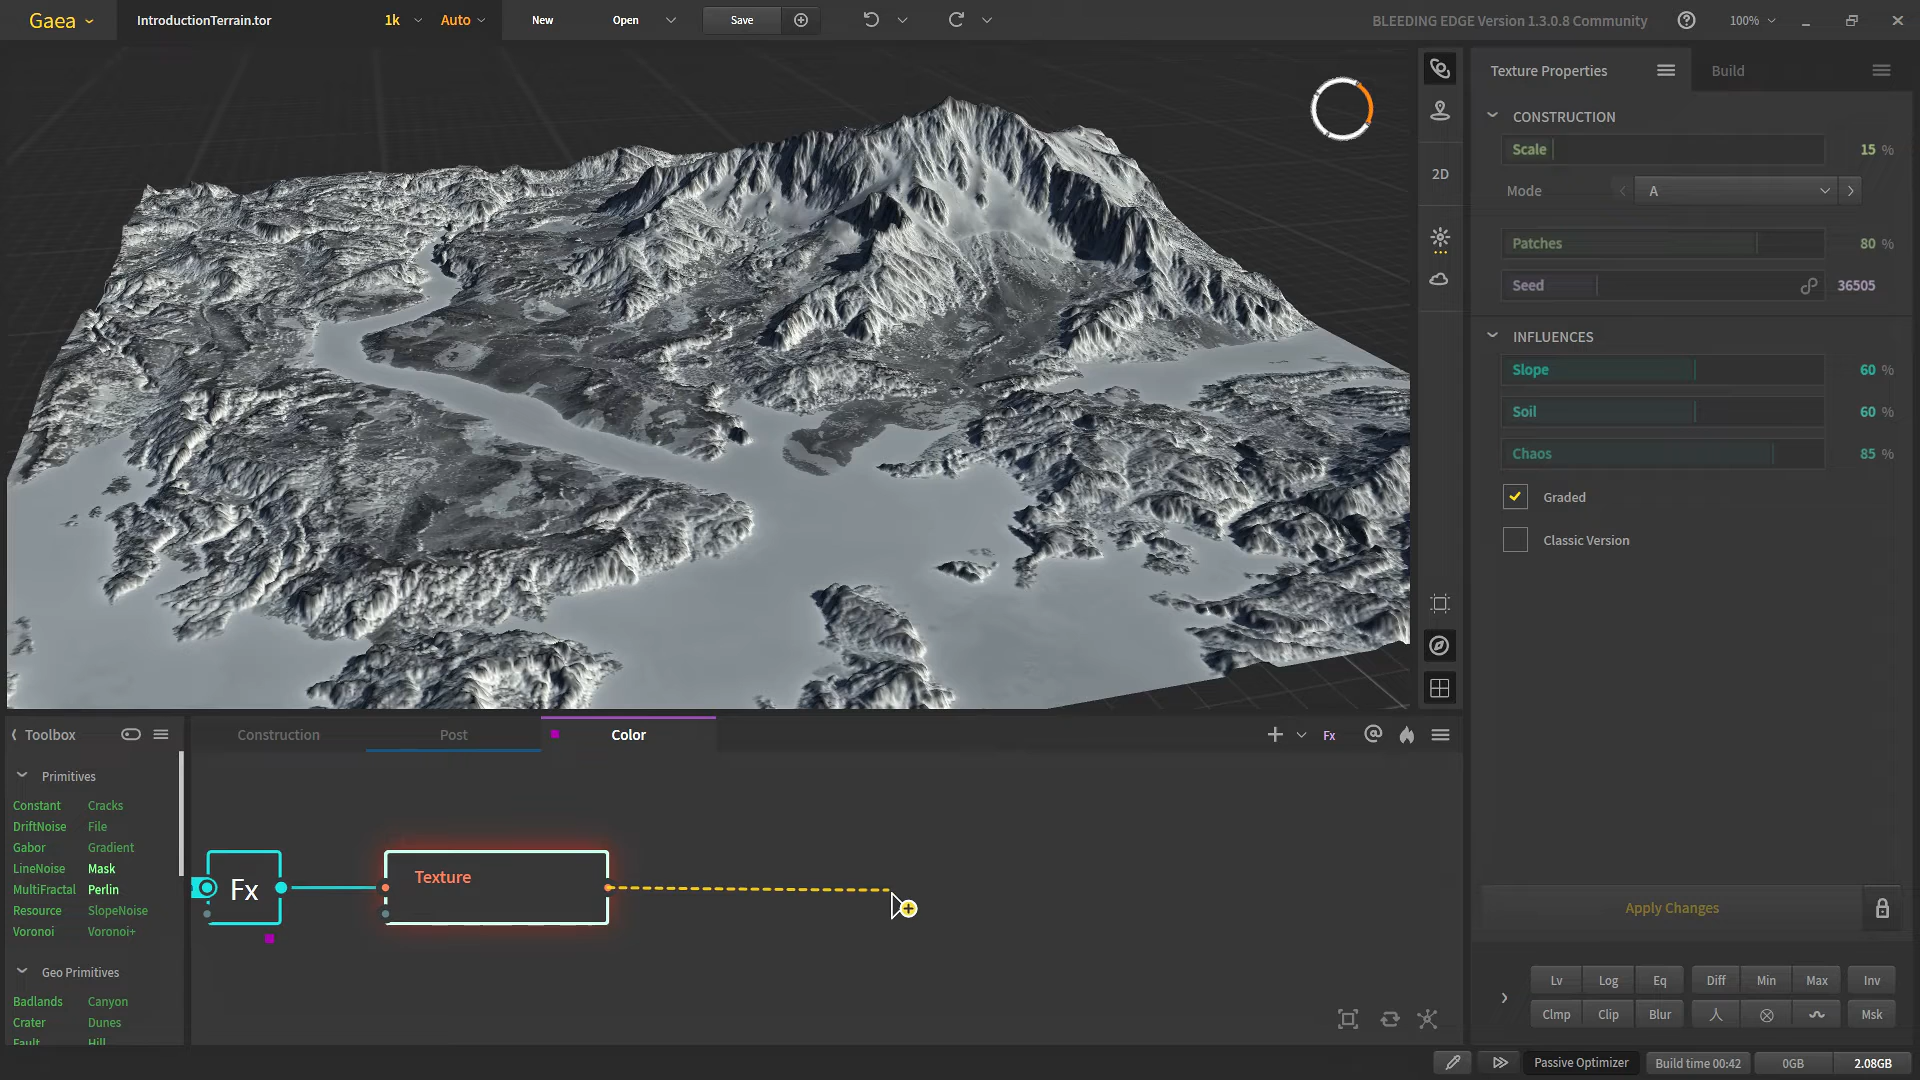 Gaea
IntroductionTerrain.tor
1k
Auto
New
Open
Save
BLEEDING EDGE Version 1.3.0.8 Community
100%
2D
Texture Properties
Build
CONSTRUCTION
Scale 15 %
Mode A
Patches 80 %
Seed 36505
INFLUENCES
Slope 60 %
Soil 60 %
Chaos 85 %
Graded
Classic Version
Apply Changes
Lv Log Eq Diff Min Max Inv
Clmp Clip Blur Msk
Toolbox
Construction
Post
Color
Fx
Primitives
Constant Cracks
DriftNoise File
Gabor Gradient
LineNoise Mask
MultiFractal Perlin
Resource SlopeNoise
Voronoi Voronoi+
Geo Primitives
Badlands Canyon
Crater Dunes
Fault Hill
Fx
Texture
Passive Optimizer
Build time 00:42
0GB
2.08GB